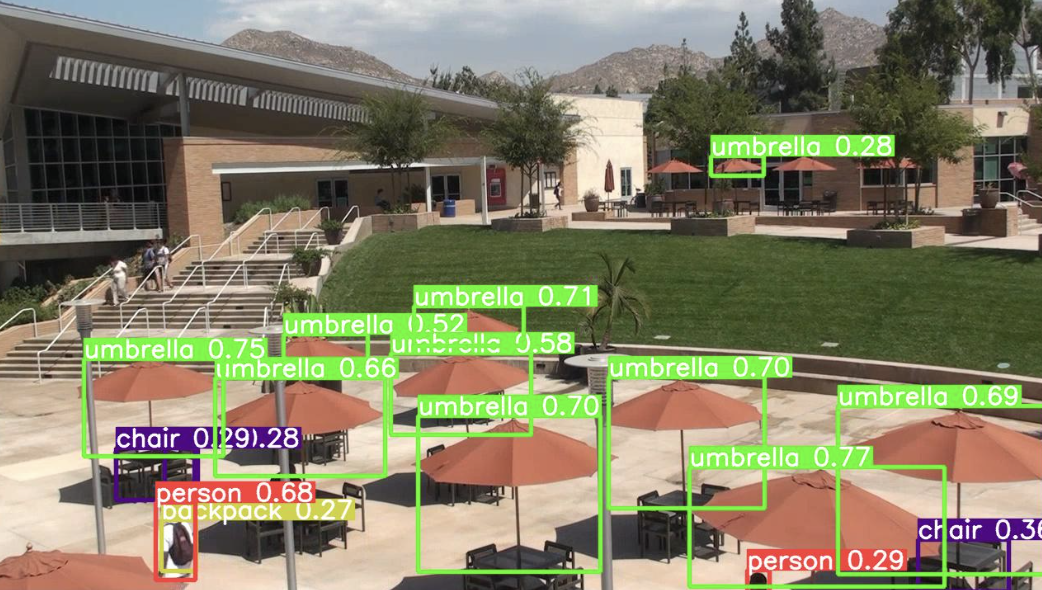 umbrella 0.28
umbrella 0.71
umbrella 0.52
umbrella 0.58
umbrella 0.75
umbrella 0.66
umbrella 0.70
umbrella 0.70
umbrella 0.69
chair 0.29).28
umbrella 0.77
person 0.68
backpack 0.27
chair 0.36
person 0.29